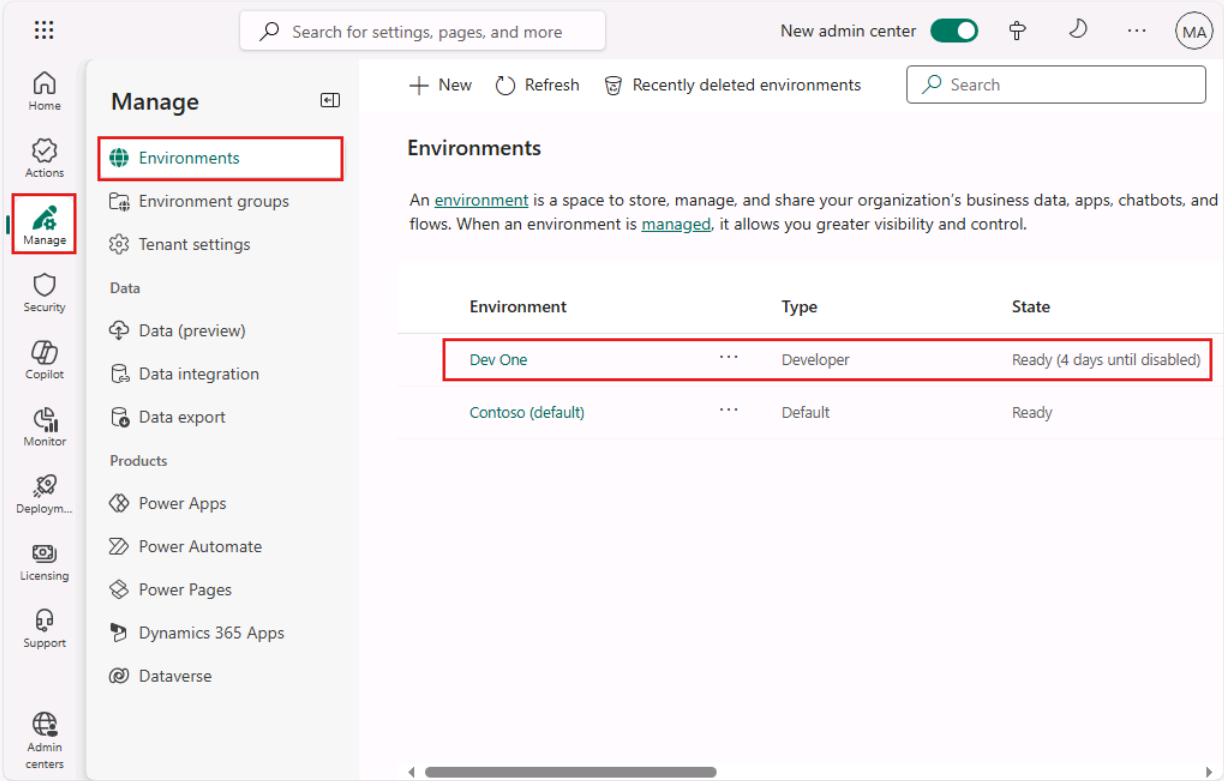 Search for settings, pages, and more
New admin center
MA
Home
Actions
Manage
Security
Copilot
Monitor
Deploym...
Licensing
Support
Admin
centers
Manage
Environments
Environment groups
Tenant settings
Data
Data (preview)
Data integration
Data export
Products
Power Apps
Power Automate
Power Pages
Dynamics 365 Apps
Dataverse
New Refresh Recently deleted environments Search
Environments
An environment is a space to store, manage, and share your organization's business data, apps, chatbots, and
flows. When an environment is managed, it allows you greater visibility and control.
Environment Type State
Dev One ... Developer Ready (4 days until disabled)
Contoso (default) ... Default Ready